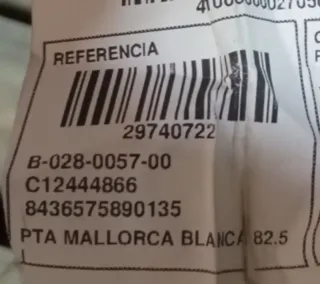 REFERENCIA
29740722
B-028-0057-00
C12444866
8436575890135
PTA MALLORCA BLANCA 82.5